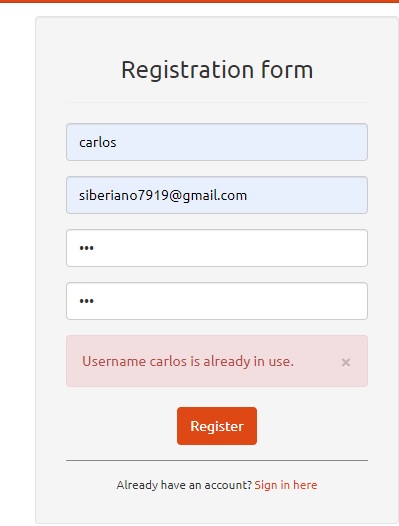 Registration form
carlos
siberiano7919@gmail.com
•••
•••
Username carlos is already in use. ×
Register
Already have an account? Sign in here